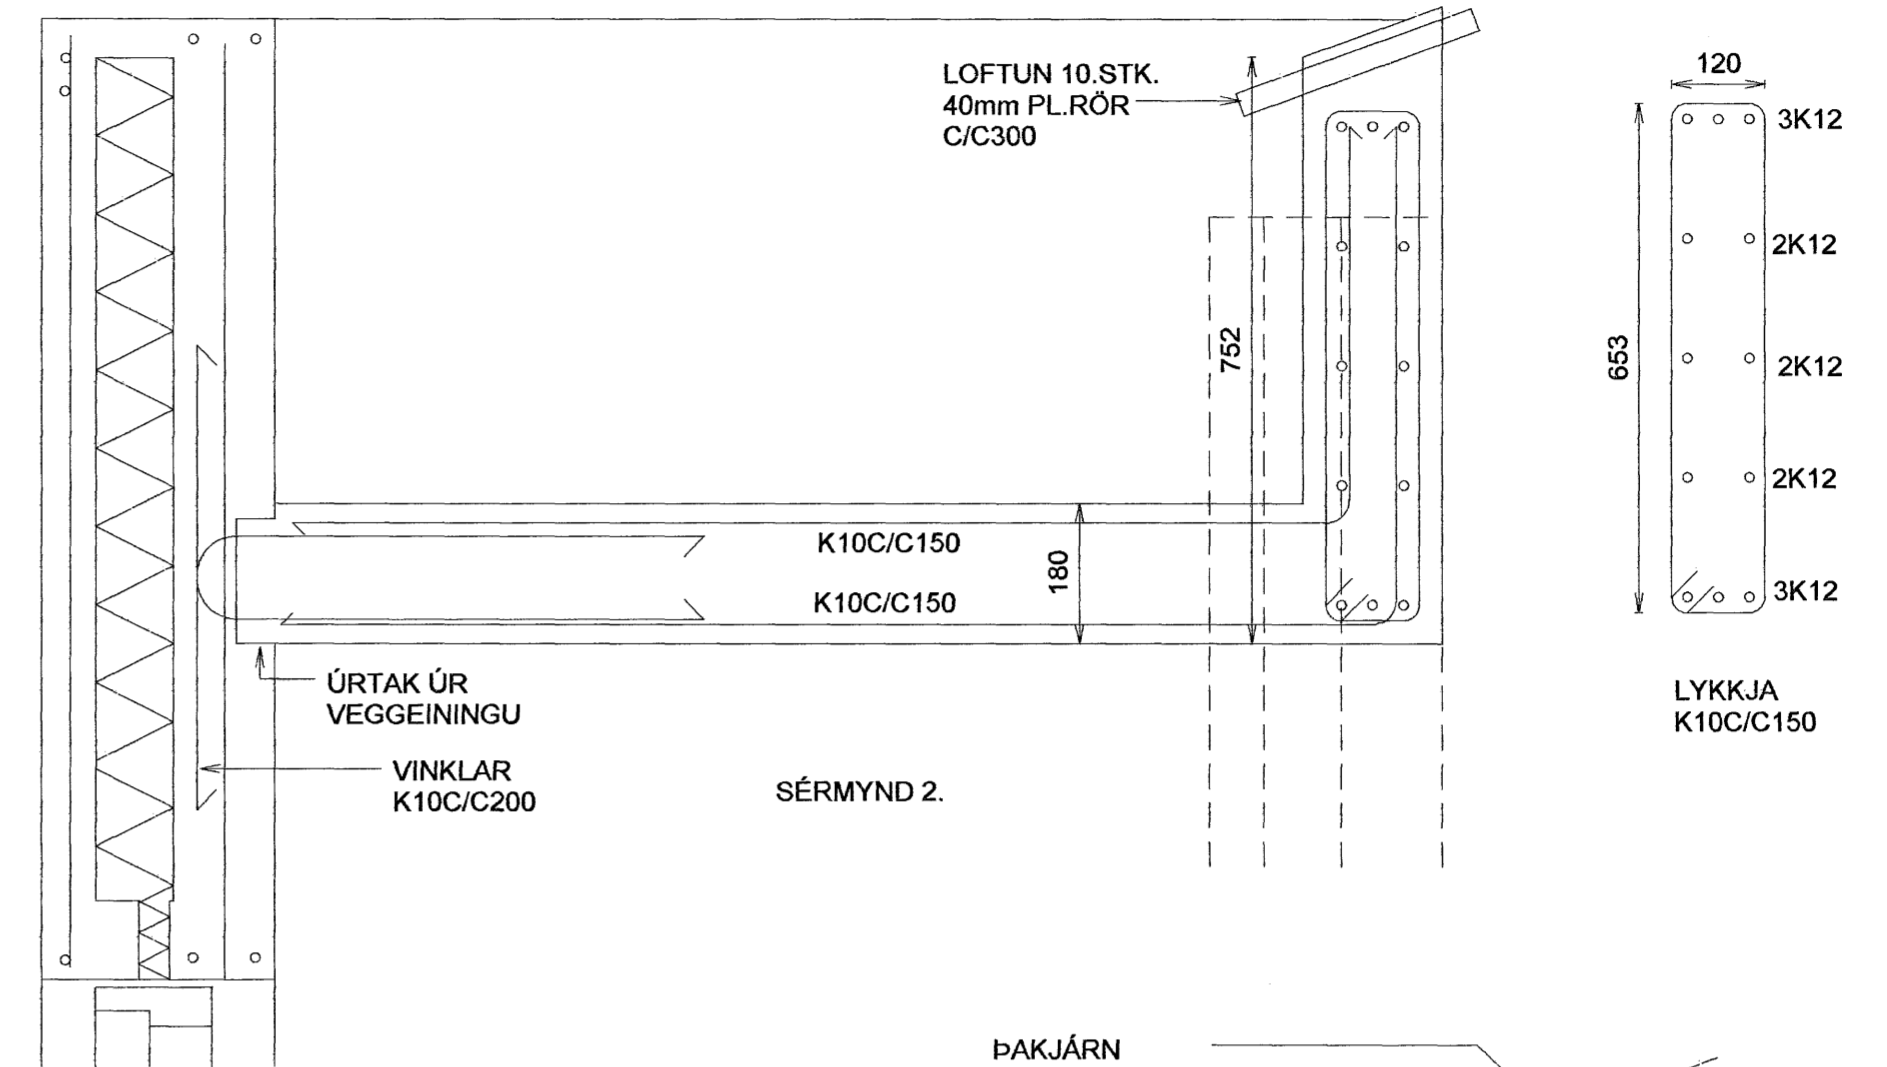 LOFTUN 10.STK.
40mm PL.RÖR
C/C300
120
3K12
2K12
752
653
2K12
K10C/C150
180
2K12
K10C/C150
3K12
ÚRTAK ÚR
VEGGEININGU
LYKKJA
K10C/C150
VINKLAR
K10C/C200
SÉRMYND 2.
ÞAKJÁRN